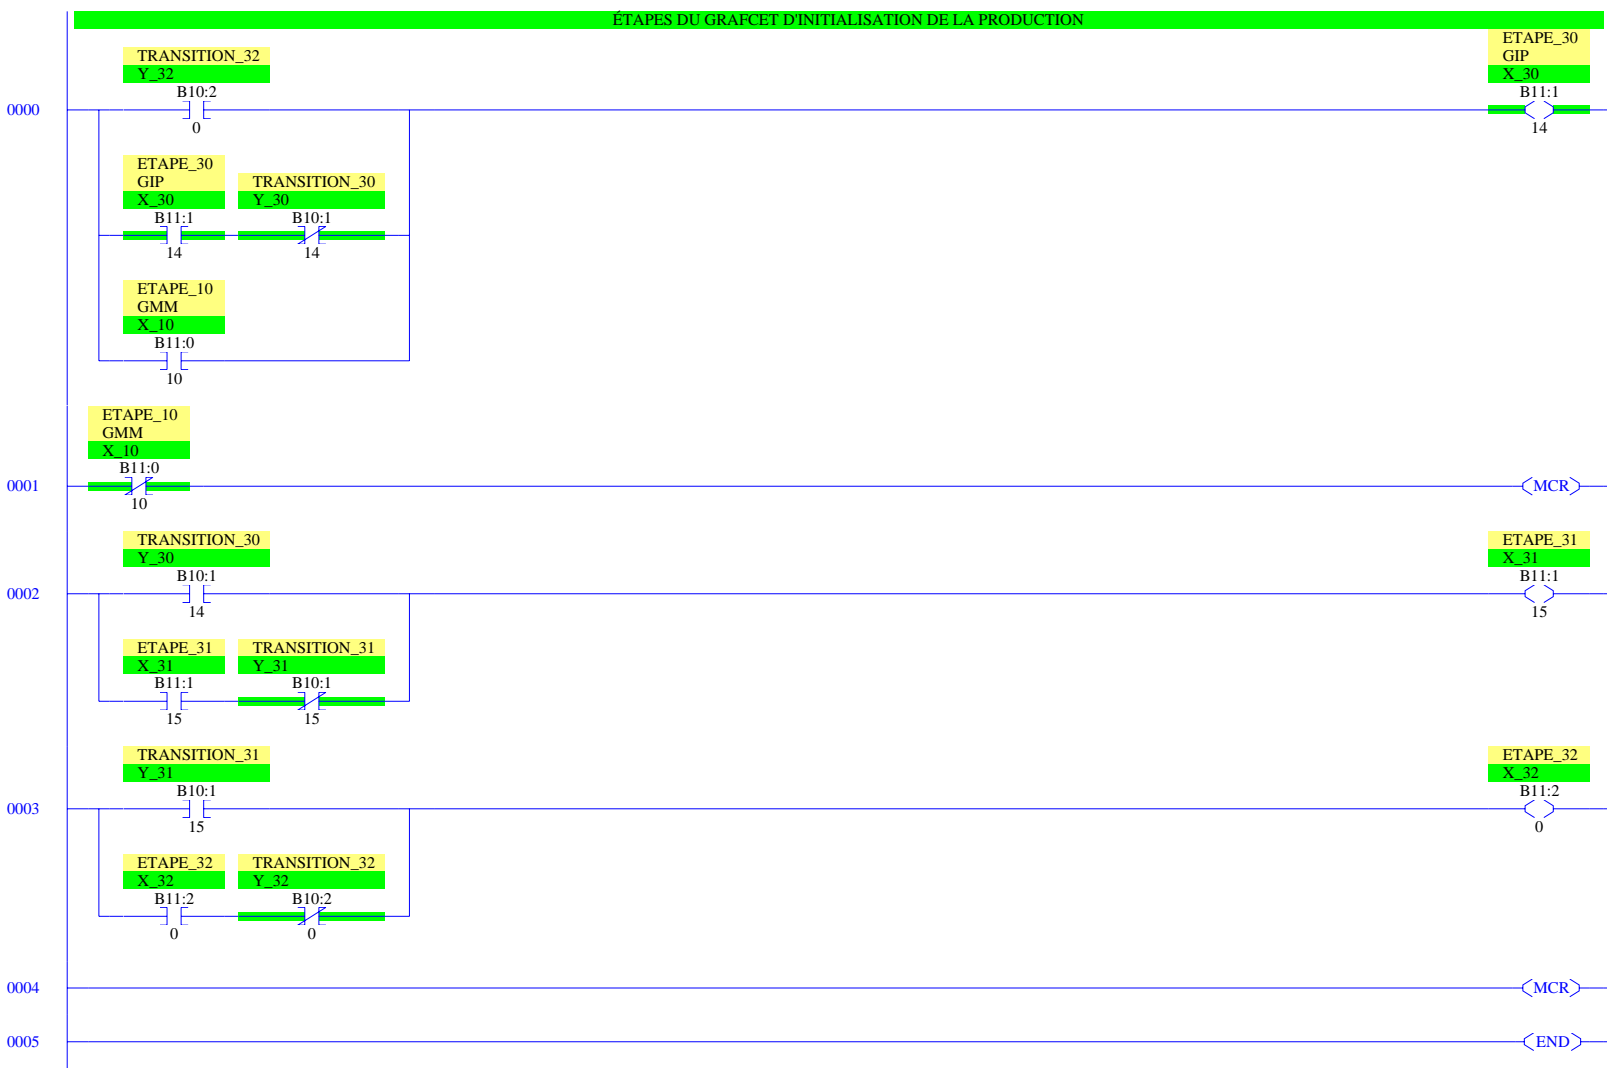 ÉTAPES DU GRAFCET D'INITIALISATION DE LA PRODUCTION
TRANSITION_32
Y_32
B10:2
0
ETAPE_30
GIP
X_30
B11:1
14
0000
ETAPE_30
GIP
X_30
B11:1
14
TRANSITION_30
Y_30
B10:1
14
ETAPE_10
GMM
X_10
B11:0
10
ETAPE_10
GMM
X_10
B11:0
10
0001
MCR
TRANSITION_30
Y_30
B10:1
14
ETAPE_31
X_31
B11:1
15
0002
ETAPE_31
X_31
B11:1
15
TRANSITION_31
Y_31
B10:1
15
TRANSITION_31
Y_31
B10:1
15
ETAPE_32
X_32
B11:2
0
0003
ETAPE_32
X_32
B11:2
0
TRANSITION_32
Y_32
B10:2
0
0004
MCR
0005
END